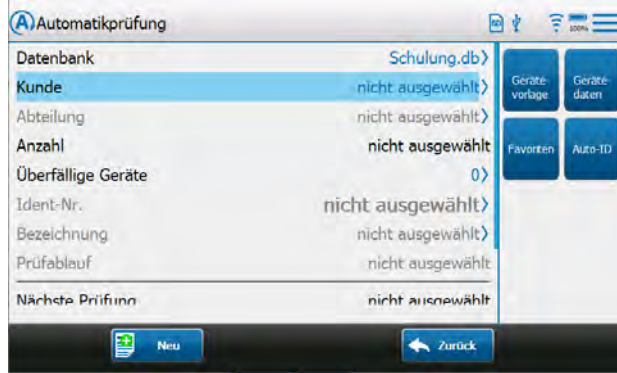 A Automatikprüfung 100%
Datenbank Schulung.db
Kunde nicht ausgewählt
Abteilung nicht ausgewählt
Anzahl nicht ausgewählt
Überfällige Geräte 0
Ident-Nr. nicht ausgewählt
Bezeichnung nicht ausgewählt
Prüfablauf nicht ausgewählt
Nächste Prüfung nicht ausgewählt
Geräte vorlage
Geräte daten
Favoriten
Auto-ID
Neu
Zurück